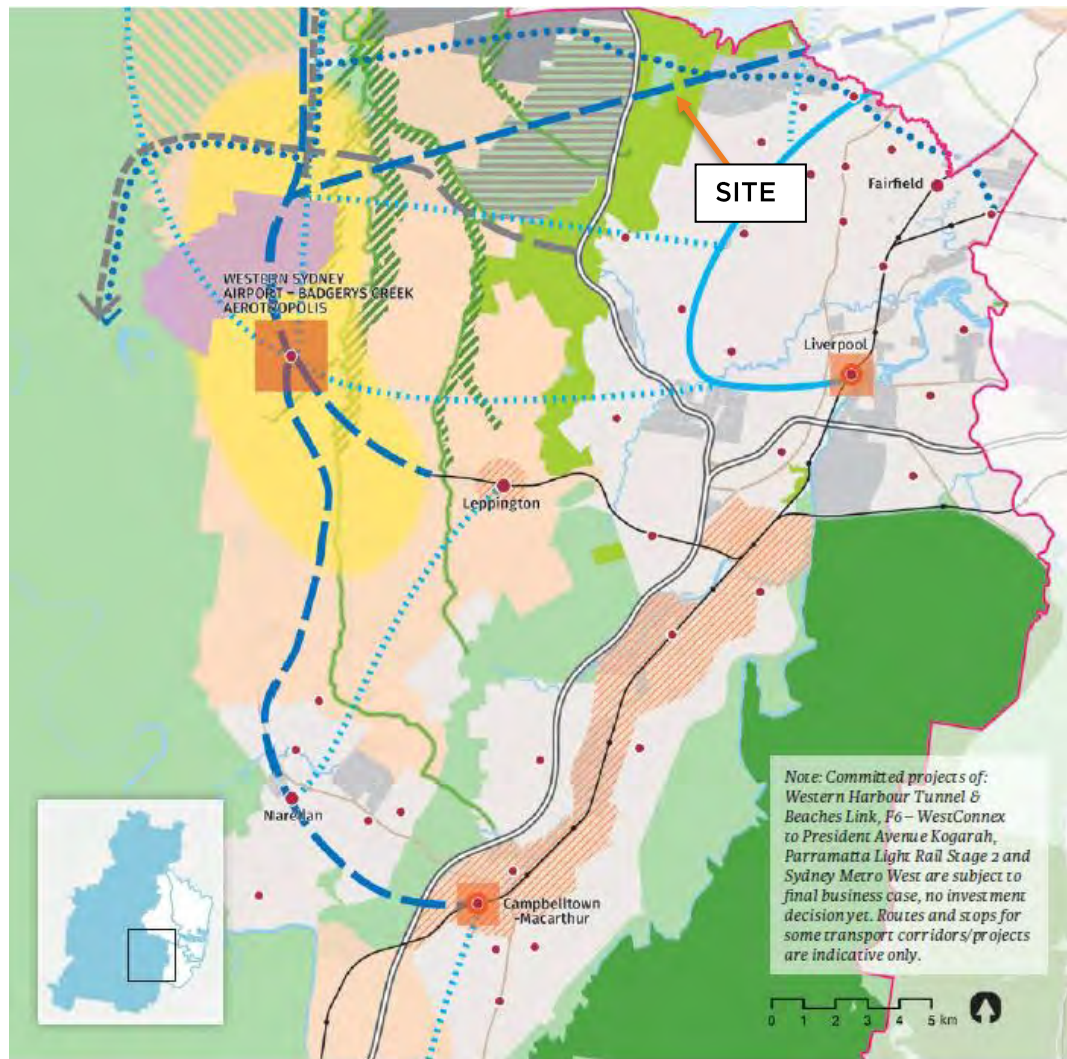 SITE
Fairfield
WESTERN SYDNEY
AIRPORT – BADGERYS CREEK
AEROTROPOLIS
Liverpool
Leppington
Narellan
Campbelltown
-Macarthur
Note: Committed projects of:
Western Harbour Tunnel &
Beaches Link, F6 – WestConnex
to President Avenue Kogarah,
Parramatta Light Rail Stage 2 and
Sydney Metro West are subject to
final business case, no investment
decision yet. Routes and stops for
some transport corridors/projects
are indicative only.
0 1 2 3 4 5 km